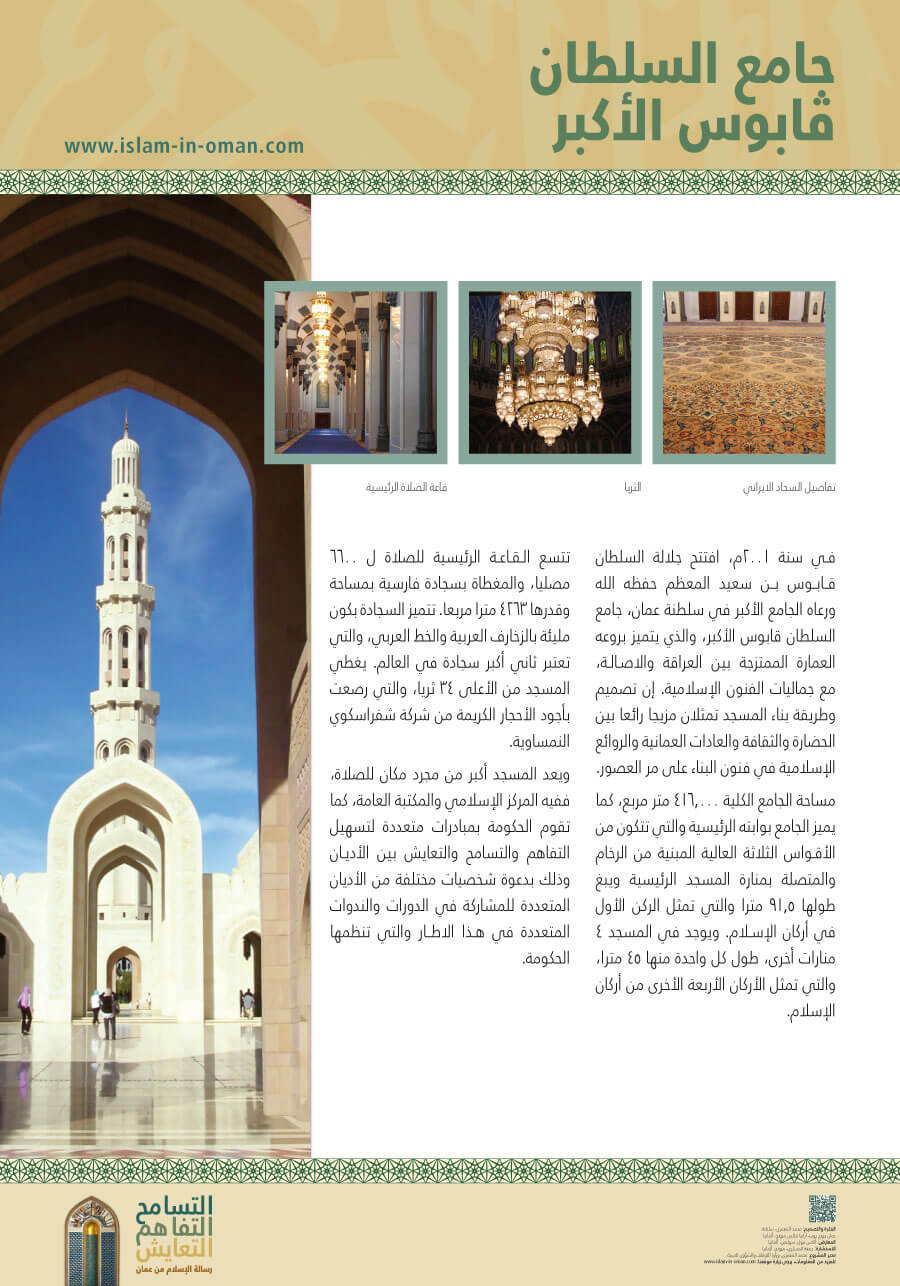 جامع السلطان
قابوس الأكبر
www.islam-in-oman.com
تفاصيل السجاد الايراني
الثريا
قاعة الصلاة الرئيسية
في سنة ٢٠٠١م، افتتح جلالة السلطان
قابوس بن سعيد المعظم حفظه الله
ورعاه الجامع الأكبر في سلطنة عمان، جامع
السلطان قابوس الأكبر، والذي يتميز بروعه
العمارة الممتزجة بين العراقة والاصالة،
مع جماليات الفنون الإسلامية. إن تصميم
وطريقة بناء المسجد تمثلان مزيجا رائعا بين
الحضارة والثقافة والعادات العمانية والروائع
الإسلامية في فنون البناء على مر العصور.
مساحة الجامع الكلية ٤١٦,٠٠٠ متر مربع، كما
يميز الجامع بوابته الرئيسية والتي تتكون من
الأقواس الثلاثة العالية المبنية من الرخام
والمتصلة بمنارة المسجد الرئيسية ويبغ
طولها ٩١,٥ مترا والتي تمثل الركن الأول
في أركان الإسلام. ويوجد في المسجد ٤
منارات أخرى، طول كل واحدة منها ٤٥ مترا،
والتي تمثل الأركان الأربعة الأخرى من أركان
الإسلام.
تتسع القاعة الرئيسية للصلاة ل ٦٦٠٠
مصليا، والمغطاة بسجادة فارسية بمساحة
وقدرها ٤٢٦٣ مترا مربعا. تتميز السجادة بكون
مليئة بالزخارف العربية والخط العربي، والتي
تعتبر ثاني أكبر سجادة في العالم. يغطي
المسجد من الأعلى ٣٤ ثريا، والتي رصعت
بأجود الأحجار الكريمة من شركة شفراسكوي
النمساوية.
ويعد المسجد أكبر من مجرد مكان للصلاة،
ففيه المركز الإسلامي والمكتبة العامة، كما
تقوم الحكومة بمبادرات متعددة لتسهيل
التفاهم والتسامح والتعايش بين الأديان
وذلك بدعوة شخصيات مختلفة من الأديان
المتعددة للمشاركة في الدورات والندوات
المتعددة في هذا الاطار والتي تنظمها
الحكومة.
التسامح
التفاهم
التعايش
رسالة الإسلام من عمان
للمزيد من المعلومات، يرجى زيارة موقعنا: www.islam-in-oman.com